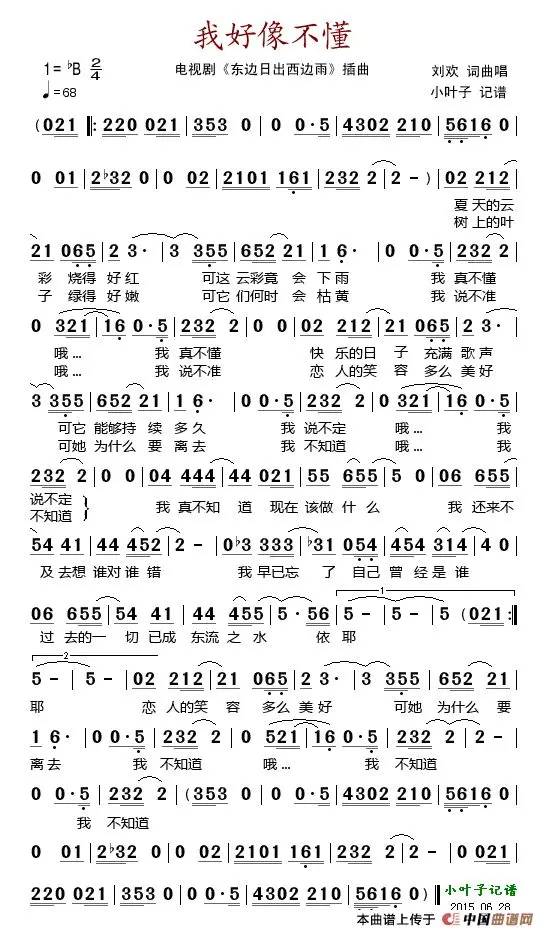 我好像不懂
1= ♭B 2/4 电视剧《东边日出西边雨》插曲 刘欢 词曲唱
♩=68 小叶子 记谱
( 021 ‖: 220 021 | 353 0 | 0 0·5 | 4302 210 | 5616 0 |
0 01 | 2♭32 0 | 0 02 | 2101 161 | 232 2 | 2 - ) | 02 212 |
夏 天的云
树 上的叶
21 065 | 2 3· | 3 355 | 652 21 | 1 6· | 0 0·5 | 232 2 |
彩 烧得 好红 可这 云彩竟 会 下雨 我 真不懂
子 绿得 好嫩 可它 们何时 会 枯黄 我 说不准
0 321 | 16 0·5 | 232 2 | 0 0 | 02 212 | 21 065 | 2 3· |
哦... 我 真不懂 快 乐的日 子 充满 歌声
哦... 我 说不准 恋 人的笑 容 多么 美好
3 355 | 652 21 | 1 6· | 0 0·5 | 232 2 | 0 321 | 16 0·5 |
可它 能够持 续 多久 我 说不定 哦... 我
可她 为什么 要 离去 我 不知道 哦... 我
232 2 | 0 0 | 04 444 | 44 021 | 55 655 | 5 0 | 06 655 |
说不定
不知道 } 我 真不知 道 现在 该做 什 么 我 还来不
54 41 | 44 452 | 2 - | 0♭3 333 | ♭31 054 | 454 314 | 4 0 |
及去想 谁对谁 错 我 早已忘 了 自己 曾 经 是 谁
06 655 | 54 41 | 44 455 | 5· 56 | 5 - | 5 - | 5 (021 :‖
过 去的一 切 已成 东流 之 水 依 耶
5 - | 5 - | 02 212 | 21 065 | 2 3· | 3 355 | 652 21 |
耶 恋 人的笑 容 多么 美好 可她 为什么 要
1 6· | 0 0·5 | 232 2 | 0 521 | 16 0·5 | 232 2 | 0 0 |
离去 我 不知道 哦... 我 不知道
0 0·5 | 232 2 | (353 0 | 0 0·5 | 4302 210 | 5616 0 |
我 不知道
0 01 | 2♭32 0 | 0 02 | 2101 161 | 232 2 | 2 - | 0 021 |
220 021 | 353 0 | 0 0·5 | 4302 210 | 5616 0 ) ‖ 小叶子记谱
2015.06.28
本曲谱上传于 中国曲谱网